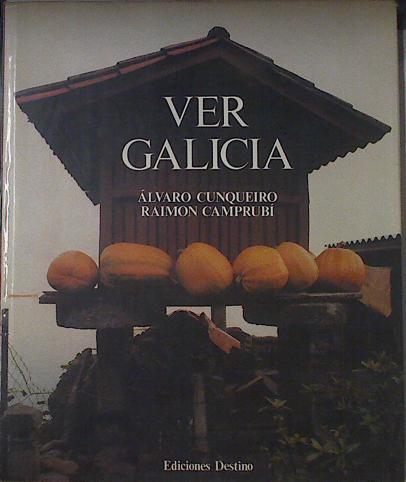 VER
GALICIA
ÁLVARO CUNQUEIRO
RAIMON CAMPRUBÍ
Ediciones Destino